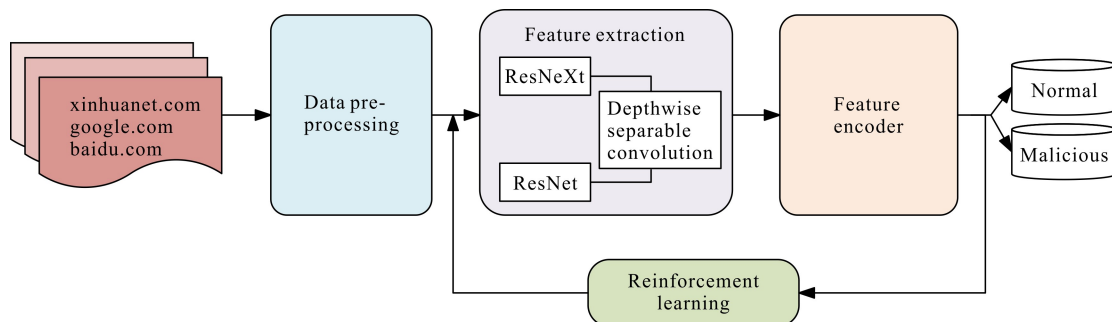 xinhuanet.com
google.com
baidu.com
Data pre-
processing
Feature extraction
ResNeXt
Depthwise
separable
convolution
ResNet
Feature
encoder
Normal
Malicious
Reinforcement
learning